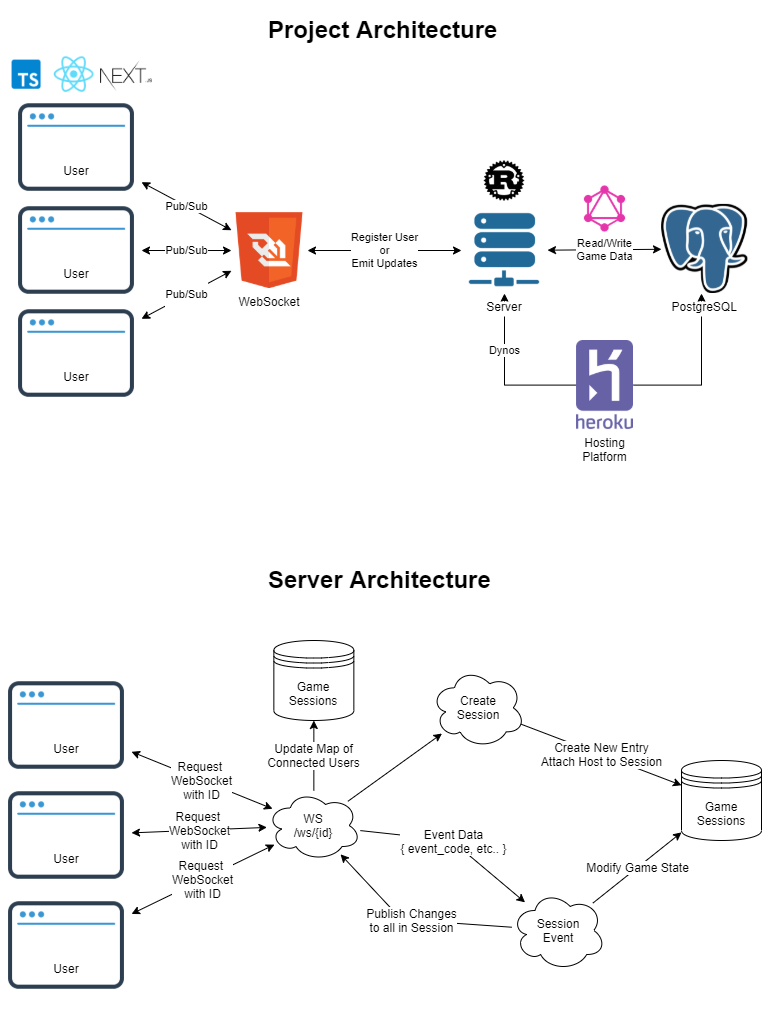 Project Architecture
TS
NEXT.JS
User
User
User
Pub/Sub
Pub/Sub
Pub/Sub
WebSocket
Register User
or
Emit Updates
R
Server
Read/Write
Game Data
PostgreSQL
Dynos
heroku
Hosting
Platform
Server Architecture
User
User
User
Request
WebSocket
with ID
Request
WebSocket
with ID
Request
WebSocket
with ID
Game
Sessions
Update Map of
Connected Users
WS
/ws/{id}
Create
Session
Create New Entry
Attach Host to Session
Game
Sessions
Event Data
{ event_code, etc.. }
Modify Game State
Publish Changes
to all in Session
Session
Event